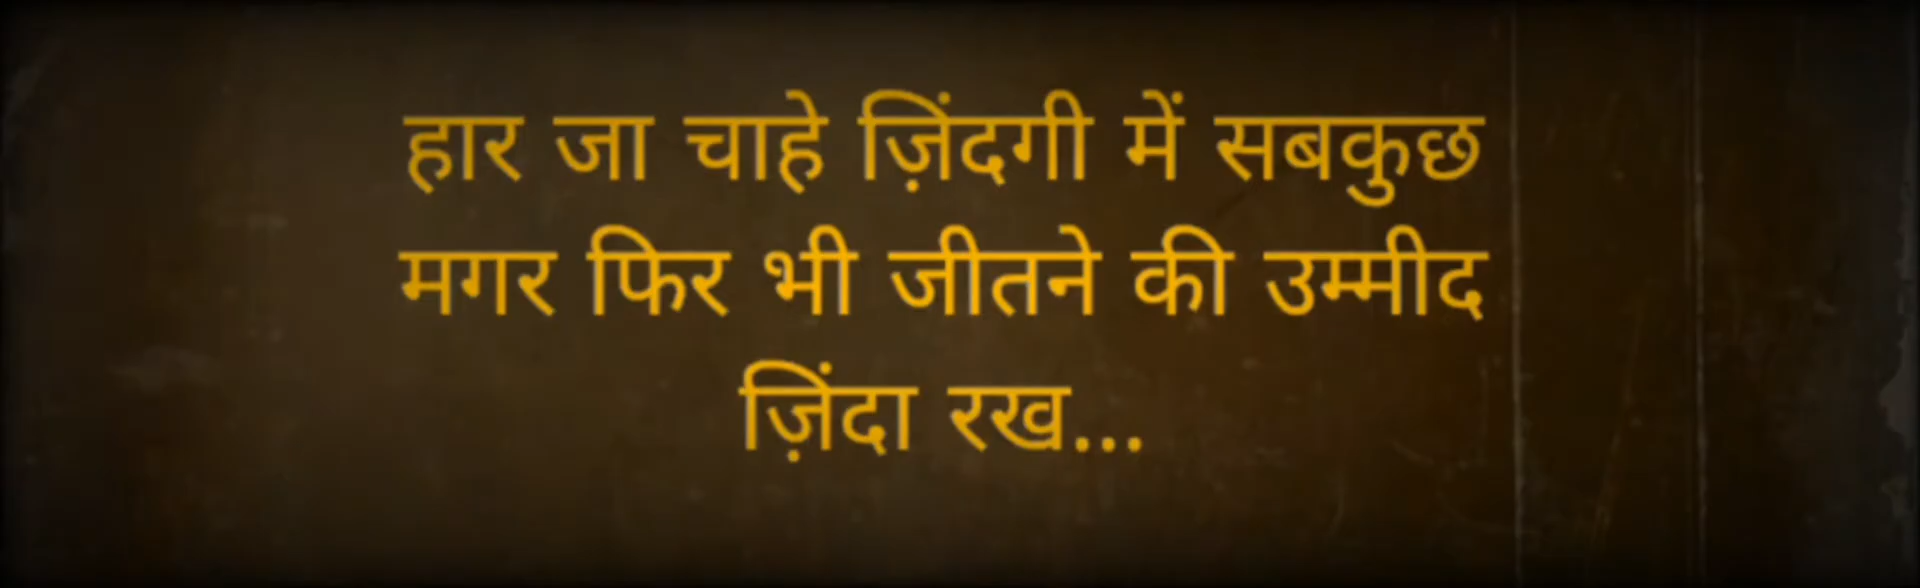 हार जा चाहे ज़िंदगी में सबकुछ
मगर फिर भी जीतने की उम्मीद
ज़िंदा रख...